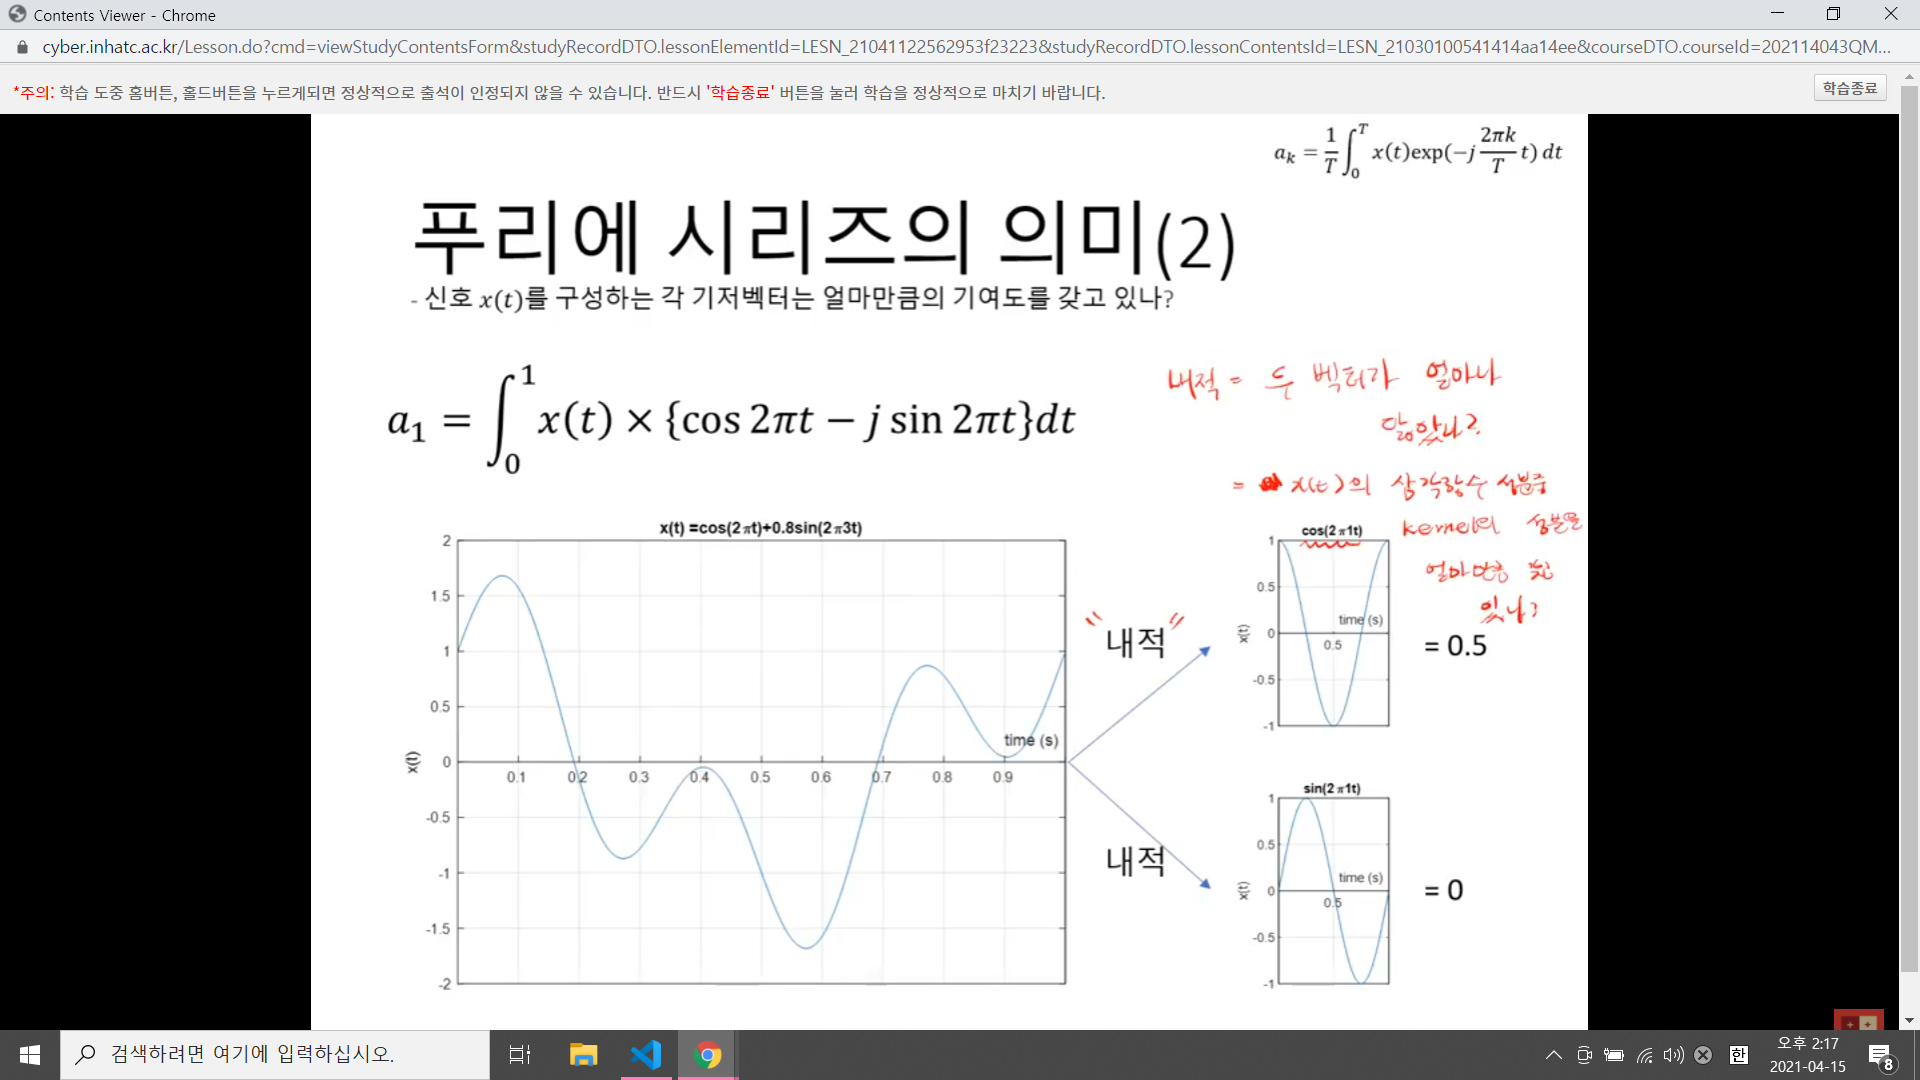 Contents Viewer - Chrome
cyber.inhatc.ac.kr/Lesson.do?cmd=viewStudyContentsForm&studyRecordDTO.lessonElementId=LESN_21041122562953f23223&studyRecordDTO.lessonContentsId=LESN_21030100541414aa14ee&courseDTO.courseId=202114043QM...
*주의: 학습 도중 홈버튼, 홀드버튼을 누르게되면 정상적으로 출석이 인정되지 않을 수 있습니다. 반드시 '학습종료' 버튼을 눌러 학습을 정상적으로 마치기 바랍니다.
학습종료
a_k = 1/T ∫_0^T x(t)exp(-j 2πk/T t) dt
푸리에 시리즈의 의미(2)
- 신호 x(t)를 구성하는 각 기저벡터는 얼마만큼의 기여도를 갖고 있나?
a_1 = ∫_0^1 x(t) × {cos 2πt − j sin 2πt}dt
내적 = 두 벡터가 얼마나
닮았나?
= x(t)의 삼각함수 성분중
kernel의 성분을
얼마만큼 갖고
있나?
x(t) =cos(2πt)+0.8sin(2π3t)
2
1.5
1
0.5
0
-0.5
-1
-1.5
-2
x(t)
time (s)
0.1 0.2 0.3 0.4 0.5 0.6 0.7 0.8 0.9
"내적"
내적
cos(2π1t)
1
0.5
0
-0.5
-1
x(t)
time (s)
0.5
= 0.5
sin(2π1t)
1
0.5
0
-0.5
-1
x(t)
time (s)
0.5
= 0
검색하려면 여기에 입력하십시오.
한
오후 2:17
2021-04-15
8